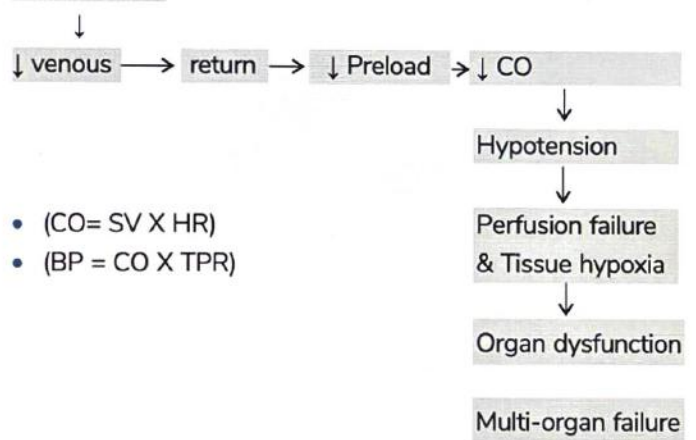 ↓
↓ venous → return → ↓ Preload → ↓ CO
↓
Hypotension
↓
• (CO= SV X HR)
• (BP = CO X TPR)
Perfusion failure
& Tissue hypoxia
↓
Organ dysfunction
Multi-organ failure